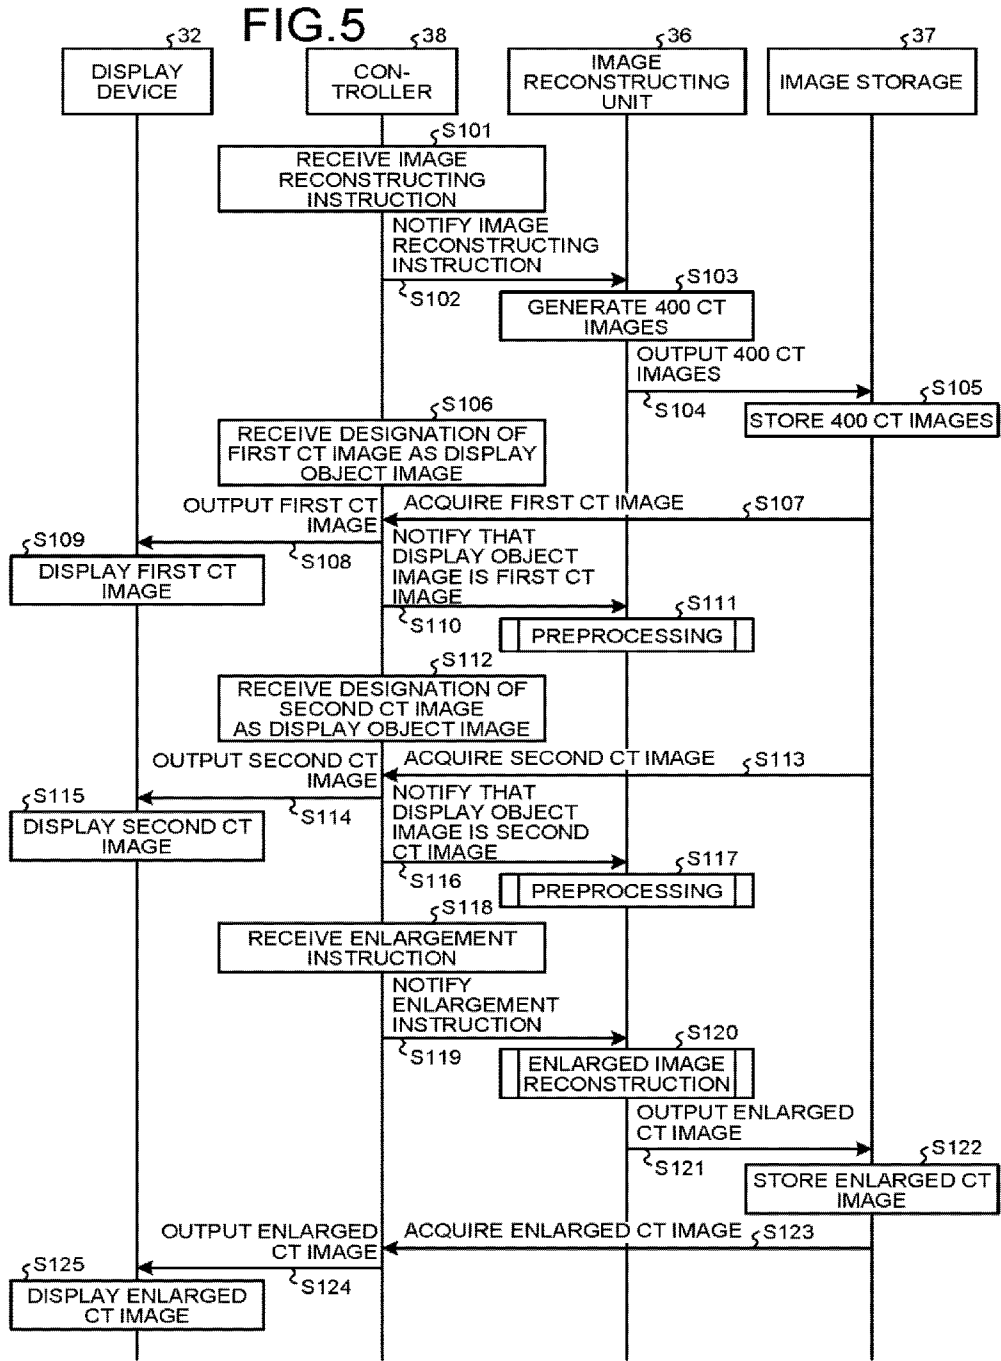 FIG.5
32
38
36
37
DISPLAY
DEVICE
CON-
TROLLER
IMAGE
RECONSTRUCTING
UNIT
IMAGE STORAGE
S101
RECEIVE IMAGE
RECONSTRUCTING
INSTRUCTION
NOTIFY IMAGE
RECONSTRUCTING
INSTRUCTION
S102
S103
GENERATE 400 CT
IMAGES
OUTPUT 400 CT
IMAGES
S104
S105
STORE 400 CT IMAGES
S106
RECEIVE DESIGNATION OF
FIRST CT IMAGE AS DISPLAY
OBJECT IMAGE
ACQUIRE FIRST CT IMAGE
S107
OUTPUT FIRST CT
IMAGE
S108
S109
DISPLAY FIRST CT
IMAGE
NOTIFY THAT
DISPLAY OBJECT
IMAGE IS FIRST CT
IMAGE
S110
S111
PREPROCESSING
S112
RECEIVE DESIGNATION OF
SECOND CT IMAGE
AS DISPLAY OBJECT IMAGE
ACQUIRE SECOND CT IMAGE
S113
OUTPUT SECOND CT
IMAGE
S114
S115
DISPLAY SECOND CT
IMAGE
NOTIFY THAT
DISPLAY OBJECT
IMAGE IS SECOND
CT IMAGE
S116
S117
PREPROCESSING
S118
RECEIVE ENLARGEMENT
INSTRUCTION
NOTIFY
ENLARGEMENT
INSTRUCTION
S119
S120
ENLARGED IMAGE
RECONSTRUCTION
OUTPUT ENLARGED
CT IMAGE
S121
S122
STORE ENLARGED CT
IMAGE
ACQUIRE ENLARGED CT IMAGE
S123
OUTPUT ENLARGED
CT IMAGE
S124
S125
DISPLAY ENLARGED
CT IMAGE